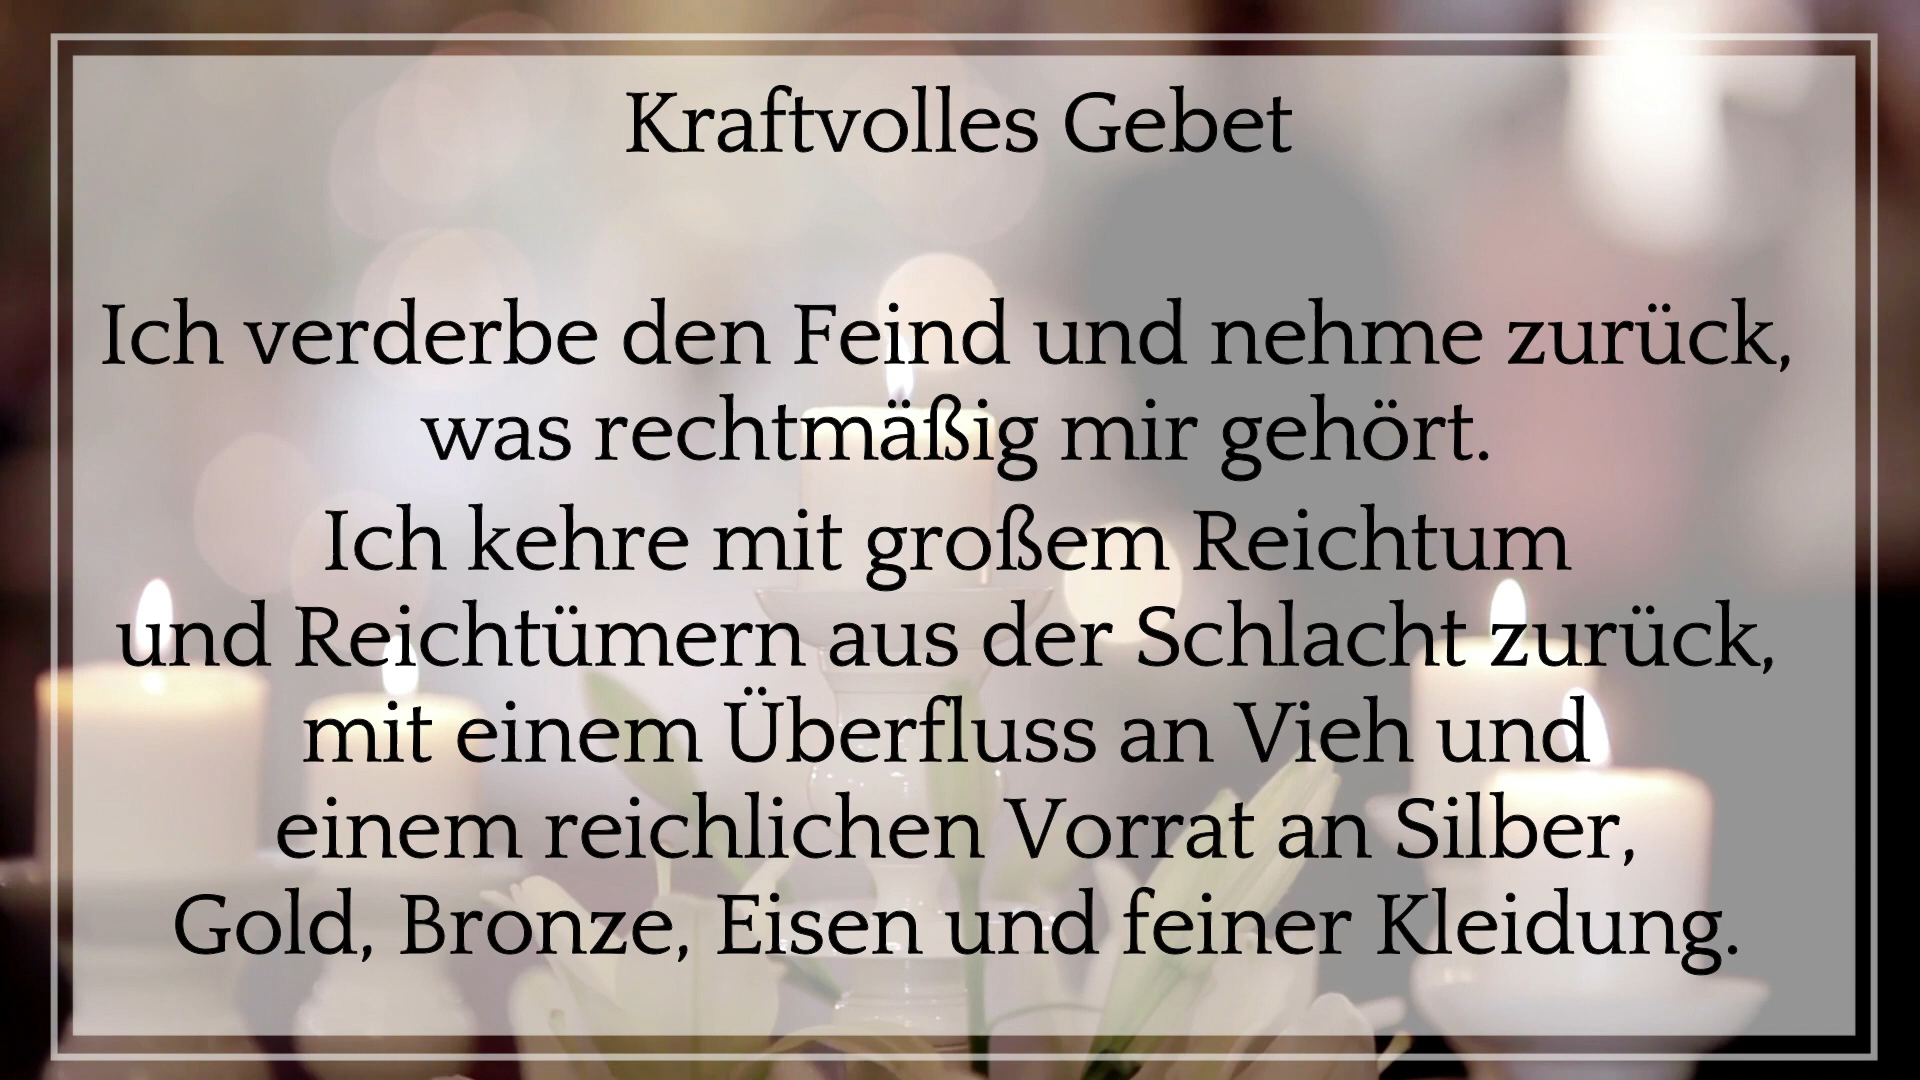 Kraftvolles Gebet
Ich verderbe den Feind und nehme zurück,
was rechtmäßig mir gehört.
Ich kehre mit großem Reichtum
und Reichtümern aus der Schlacht zurück,
mit einem Überfluss an Vieh und
einem reichlichen Vorrat an Silber,
Gold, Bronze, Eisen und feiner Kleidung.